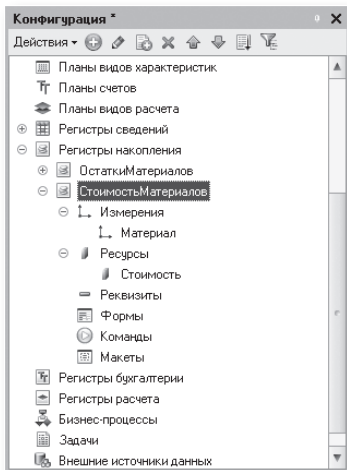 Конфигурация *
Действия
Планы видов характеристик
Планы счетов
Планы видов расчета
Регистры сведений
Регистры накопления
ОстаткиМатериалов
СтоимостьМатериалов
Измерения
Материал
Ресурсы
Стоимость
Реквизиты
Формы
Команды
Макеты
Регистры бухгалтерии
Регистры расчета
Бизнес-процессы
Задачи
Внешние источники данных